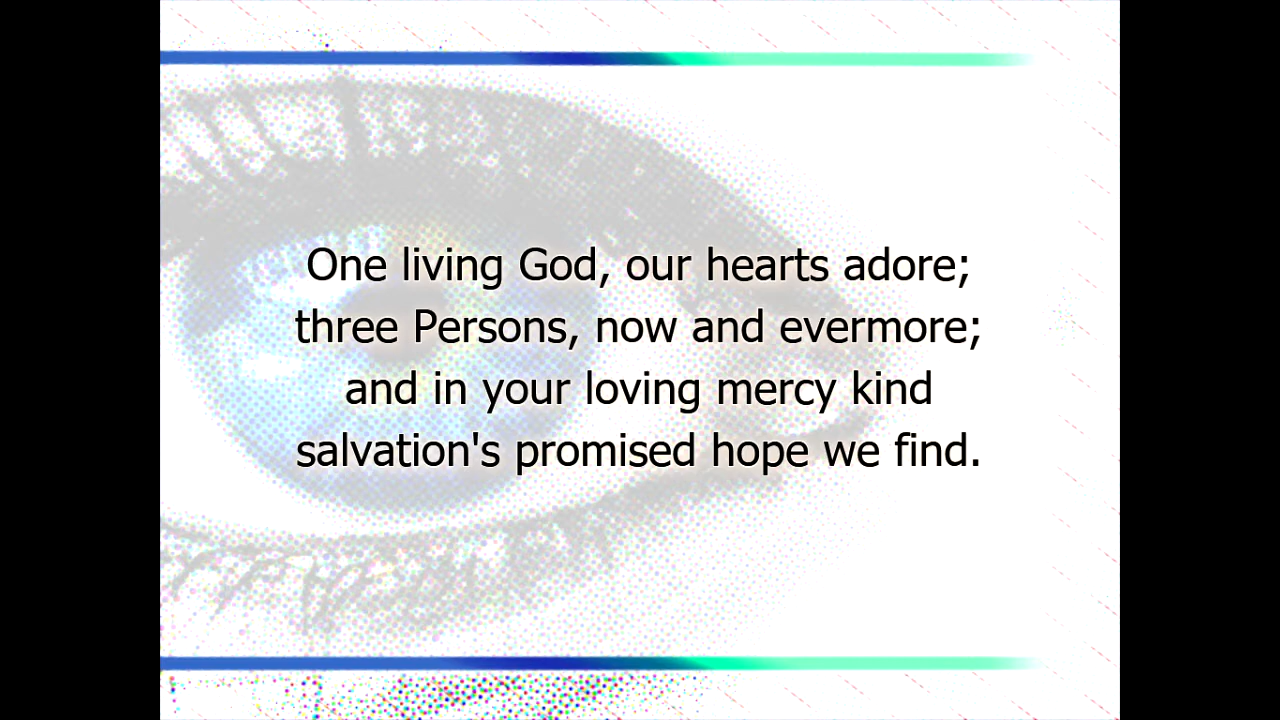 One living God, our hearts adore;
three Persons, now and evermore;
and in your loving mercy kind
salvation's promised hope we find.